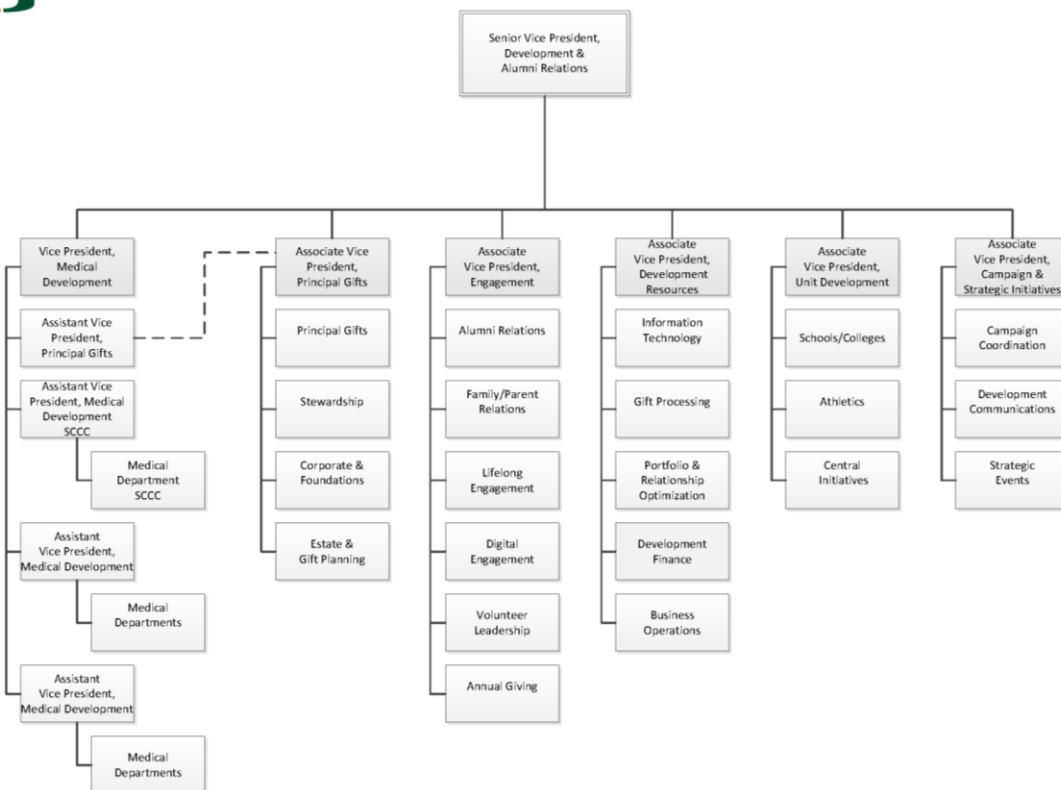 Senior Vice President,
Development &
Alumni Relations
Vice President,
Medical
Development
Assistant Vice
President,
Principal Gifts
Assistant Vice
President, Medical
Development
SCCC
Medical
Department
SCCC
Assistant
Vice President,
Medical Development
Medical
Departments
Assistant
Vice President,
Medical Development
Medical
Departments
Associate Vice
President,
Principal Gifts
Principal Gifts
Stewardship
Corporate &
Foundations
Estate &
Gift Planning
Associate
Vice President,
Engagement
Alumni Relations
Family/Parent
Relations
Lifelong
Engagement
Digital
Engagement
Volunteer
Leadership
Annual Giving
Associate
Vice President,
Development
Resources
Information
Technology
Gift Processing
Portfolio &
Relationship
Optimization
Development
Finance
Business
Operations
Associate
Vice President,
Unit Development
Schools/Colleges
Athletics
Central
Initiatives
Associate
Vice President,
Campaign &
Strategic Initiatives
Campaign
Coordination
Development
Communications
Strategic
Events